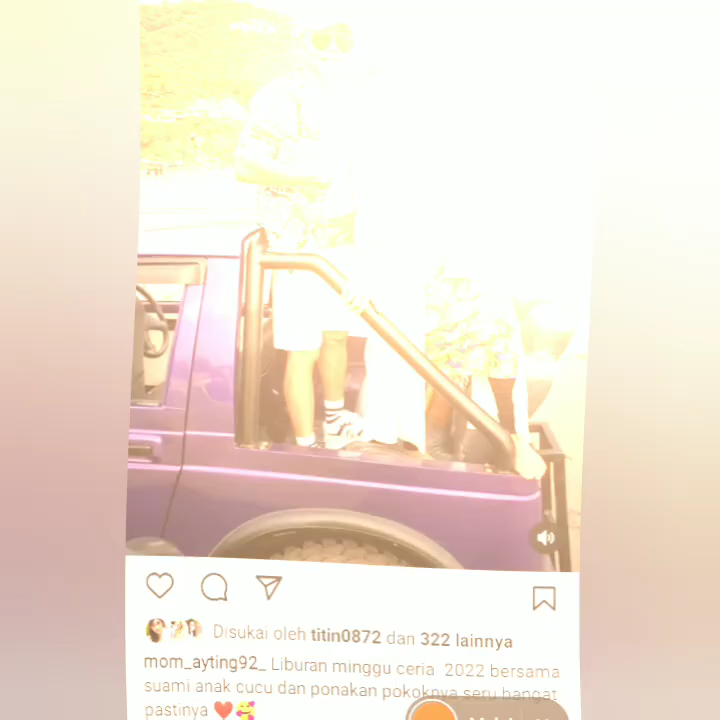 Disukai oleh titin0872 dan 322 lainnya
mom_ayting92_ Liburan minggu ceria 2022 bersama
suami anak cucu dan ponakan pokoknya seru bangat
pastinya ❤️🥰